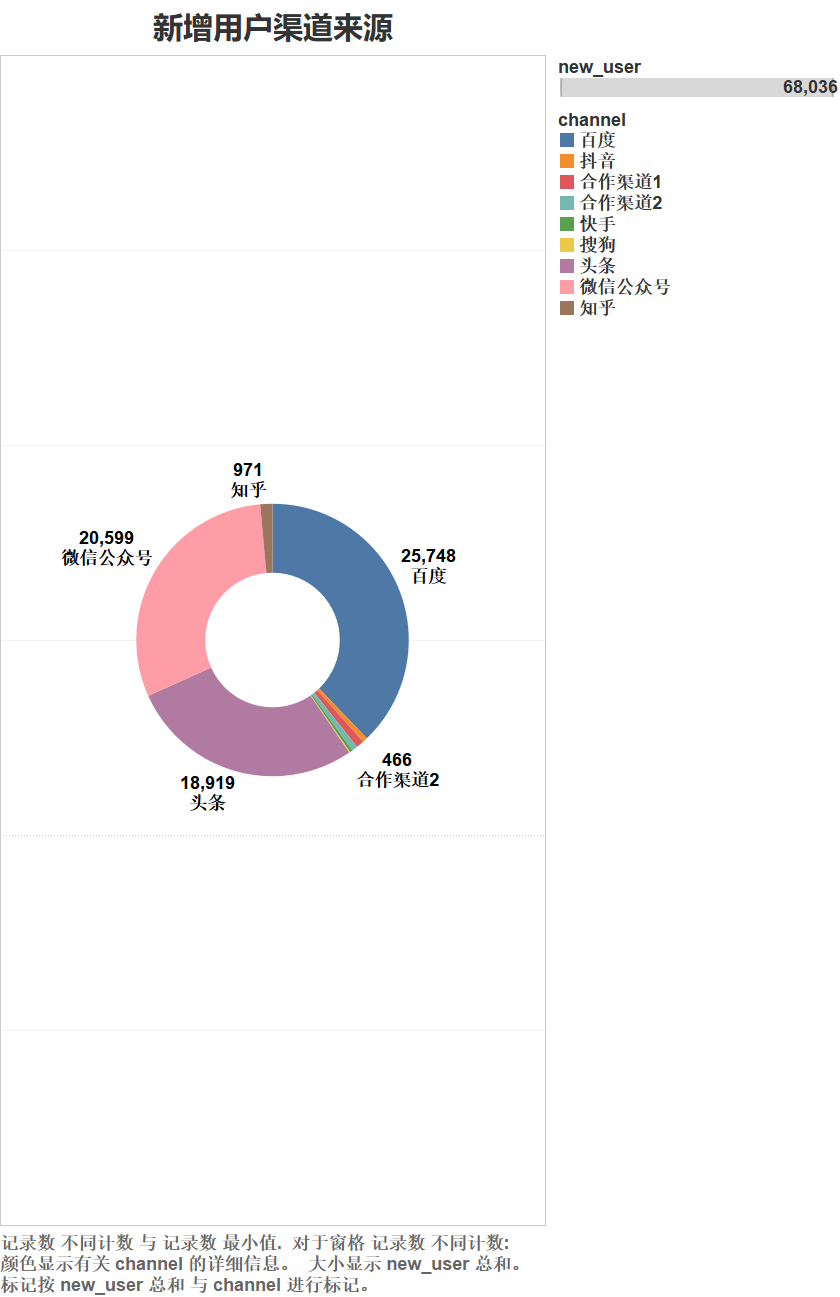 新增用户渠道来源
new_user
68,036
channel
百度
抖音
合作渠道1
合作渠道2
快手
搜狗
头条
微信公众号
知乎
971
知乎
20,599
微信公众号
25,748
百度
466
合作渠道2
18,919
头条
记录数 不同计数 与 记录数 最小值. 对于窗格 记录数 不同计数:
颜色显示有关 channel 的详细信息。 大小显示 new_user 总和。
标记按 new_user 总和 与 channel 进行标记。